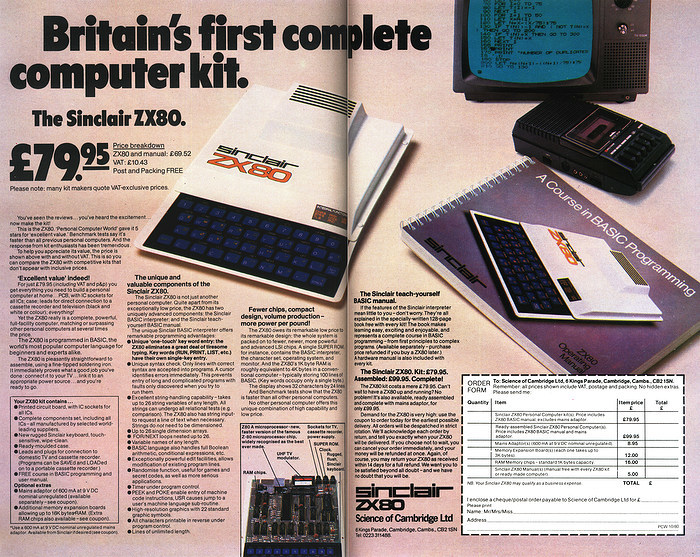 Britain's first complete
computer kit.
The Sinclair ZX80.
£79.95
Price breakdown
ZX80 and manual: £69.52
VAT: £10.43
Post and Packing FREE
Please note: many kit makers quote VAT-exclusive prices.
You've seen the reviews... you've heard the excitement...
now make the kit!
This is the ZX80. 'Personal Computer World' gave it 5
stars for 'excellent value.' Benchmark tests say it's
faster than all previous personal computers. And the
response from kit enthusiasts has been tremendous.
To help you appreciate its value, the price is
shown above with and without VAT. This is so you
can compare the ZX80 with competitive kits that
don't appear with inclusive prices.
'Excellent value' indeed!
For just £79.95 (including VAT and p&p) you
get everything you need to build a personal
computer at home... PCB, with IC sockets for
all ICs; case; leads for direct connection to a
cassette recorder and television (black and
white or colour); everything!
Yet the ZX80 really is a complete, powerful,
full-facility computer, matching or surpassing
other personal computers at several times
the price.
The ZX80 is programmed in BASIC, the
world's most popular computer language for
beginners and experts alike.
The ZX80 is pleasantly straightforward to
assemble, using a fine-tipped soldering iron.
It immediately proves what a good job you've
done: connect it to your TV... link it to an
appropriate power source... and you're
ready to go.
Your ZX80 kit contains...
● Printed circuit board, with IC sockets
for all ICs.
● Complete components set, including all
ICs - all manufactured by selected world-
leading suppliers.
● New rugged Sinclair keyboard, touch-
sensitive, wipe-clean.
● Ready-moulded case.
● Leads and plugs for connection to
domestic TV and cassette recorder.
(Programs can be SAVEd and LOADed
on to a portable cassette recorder.)
● FREE course in BASIC programming
and user manual.
Optional extras
● Mains adaptor of 600 mA at 9 V DC
nominal unregulated (available
separately - see coupon).
● Additional memory expansion boards
allowing up to 16K bytes RAM. (Extra
RAM chips also available - see coupon).
*Use a 600 mA at 9 V DC nominal unregulated mains
adaptor. Available from Sinclair if desired (see coupon).
The unique and
valuable components of the
Sinclair ZX80.
The Sinclair ZX80 is not just another
personal computer. Quite apart from its
exceptionally low price, the ZX80 has two
uniquely advanced components: the Sinclair
BASIC interpreter; and the Sinclair teach-
yourself BASIC manual.
The unique Sinclair BASIC interpreter offers
remarkable programming advantages:
● Unique 'one-touch' key word entry: the
ZX80 eliminates a great deal of tiresome
typing. Key words (RUN, PRINT, LIST, etc.)
have their own single-key entry.
● Unique syntax check. Only lines with correct
syntax are accepted into programs. A cursor
identifies errors immediately. This prevents
entry of long and complicated programs with
faults only discovered when you try to
run them.
● Excellent string-handling capability - takes
up to 26 string variables of any length. All
strings can undergo all relational tests (e.g.
comparison). The ZX80 also has string input-
to request a line of text when necessary.
Strings do not need to be dimensioned.
● Up to 26 single dimension arrays.
● FOR/NEXT loops nested up to 26.
● Variable names of any length.
● BASIC language also handles full Boolean
arithmetic, conditional expressions, etc.
● Exceptionally powerful edit facilities, allows
modification of existing program lines.
● Randomise function, useful for games and
secret codes, as well as more serious
applications.
● Timer under program control.
● PEEK and POKE enable entry of machine
code instructions, USR causes jump to a
user's machine language sub-routine.
● High-resolution graphics with 22 standard
graphic symbols.
● All characters printable in reverse under
program control.
● Lines of unlimited length.
Fewer chips, compact
design, volume production -
more power per pound!
The ZX80 owes its remarkable low price to
its remarkable design: the whole system is
packed on to fewer, newer, more powerful
and advanced LSI chips. A single SUPER ROM,
for instance, contains the BASIC interpreter,
the character set, operating system, and
monitor. And the ZX80's 1K byte memory is
roughly equivalent to 4K bytes in a conven-
tional computer - typically storing 100 lines of
BASIC. (Key words occupy only a single byte.)
The display shows 32 characters by 24 lines.
And Benchmark tests show that the ZX80
is faster than all other personal computers.
No other personal computer offers this
unique combination of high capability and
low price.
Z80 A microprocessor - new,
faster version of the famous
Z-80 microprocessor chip,
widely recognised as the best
ever made.
Sockets for TV,
cassette recorder,
power supply.
UHF TV
modulator.
SUPER ROM.
Clock.
Rugged,
flush,
Sinclair
keyboard.
RAM chips.
The Sinclair teach-yourself
BASIC manual.
If the features of the Sinclair interpreter
mean little to you - don't worry. They're all
explained in the specially-written 128-page
book free with every kit! The book makes
learning easy, exciting and enjoyable, and
represents a complete course in BASIC
programming - from first principles to complex
programs. (Available separately - purchase
price refunded if you buy a ZX80 later.)
A hardware manual is also included with
every kit.
The Sinclair ZX80. Kit: £79.95.
Assembled: £99.95. Complete!
The ZX80 kit costs a mere £79.95. Can't
wait to have a ZX80 up and running? No
problem! It's also available, ready assembled
and complete with mains adaptor, for
only £99.95.
Demand for the ZX80 is very high: use the
coupon to order today for the earliest possible
delivery. All orders will be despatched in strict
rotation. We'll acknowledge each order by
return, and tell you exactly when your ZX80
will be delivered. If you choose not to wait, you
can cancel your order immediately, and your
money will be refunded at once. Again, of
course, you may return your ZX80 as received
within 14 days for a full refund. We want you to
be satisfied beyond all doubt - and we have
no doubt that you will be.
sinclair
ZX80
Science of Cambridge Ltd
6 Kings Parade, Cambridge, Cambs., CB2 1SN.
Tel: 0223 311488.
sinclair
ZX80
A Course in BASIC Programming
sinclair
ORDER
FORM
To: Science of Cambridge Ltd, 6 Kings Parade, Cambridge, Cambs., CB2 1SN.
Remember: all prices shown include VAT, postage and packing. No hidden extras.
Please send me:
Quantity Item Item price £ Total £
Sinclair ZX80 Personal Computer kit(s). Price includes
ZX80 BASIC manual, excludes mains adaptor. £79.95
Ready-assembled Sinclair ZX80 Personal Computer(s).
Price includes ZX80 BASIC manual and mains
adaptor. £99.95
Mains Adaptor(s) (600 mA at 9 V DC nominal unregulated). 8.95
Memory Expansion Board(s) (each one takes up to
3K bytes) 12.00
RAM Memory chips - standard 1K bytes capacity. 16.00
Sinclair ZX80 Manual(s) (manual free with every ZX80 kit
or ready-made computer). 5.00
NB. Your Sinclair ZX80 may qualify as a business expense. TOTAL £
I enclose a cheque/postal order payable to Science of Cambridge Ltd for £
Please print
Name: Mr/Mrs/Miss
Address
PCW 10/80